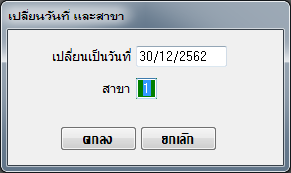 เปลี่ยนวันที่ และสาขา
เปลี่ยนเป็นวันที่ 30/12/2562
สาขา 1
ตกลง ยกเลิก